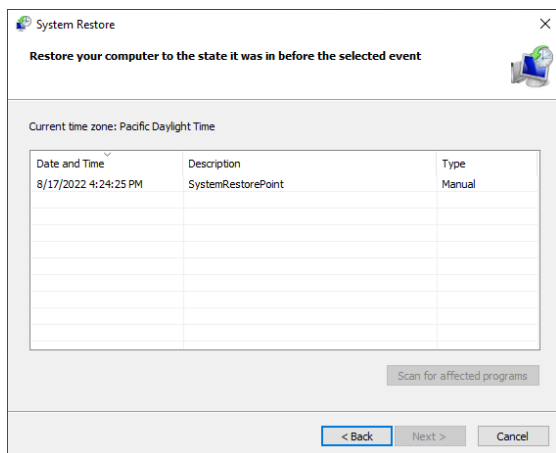 System Restore
Restore your computer to the state it was in before the selected event
Current time zone: Pacific Daylight Time
Date and Time Description Type
8/17/2022 4:24:25 PM SystemRestorePoint Manual
Scan for affected programs
< Back Next > Cancel